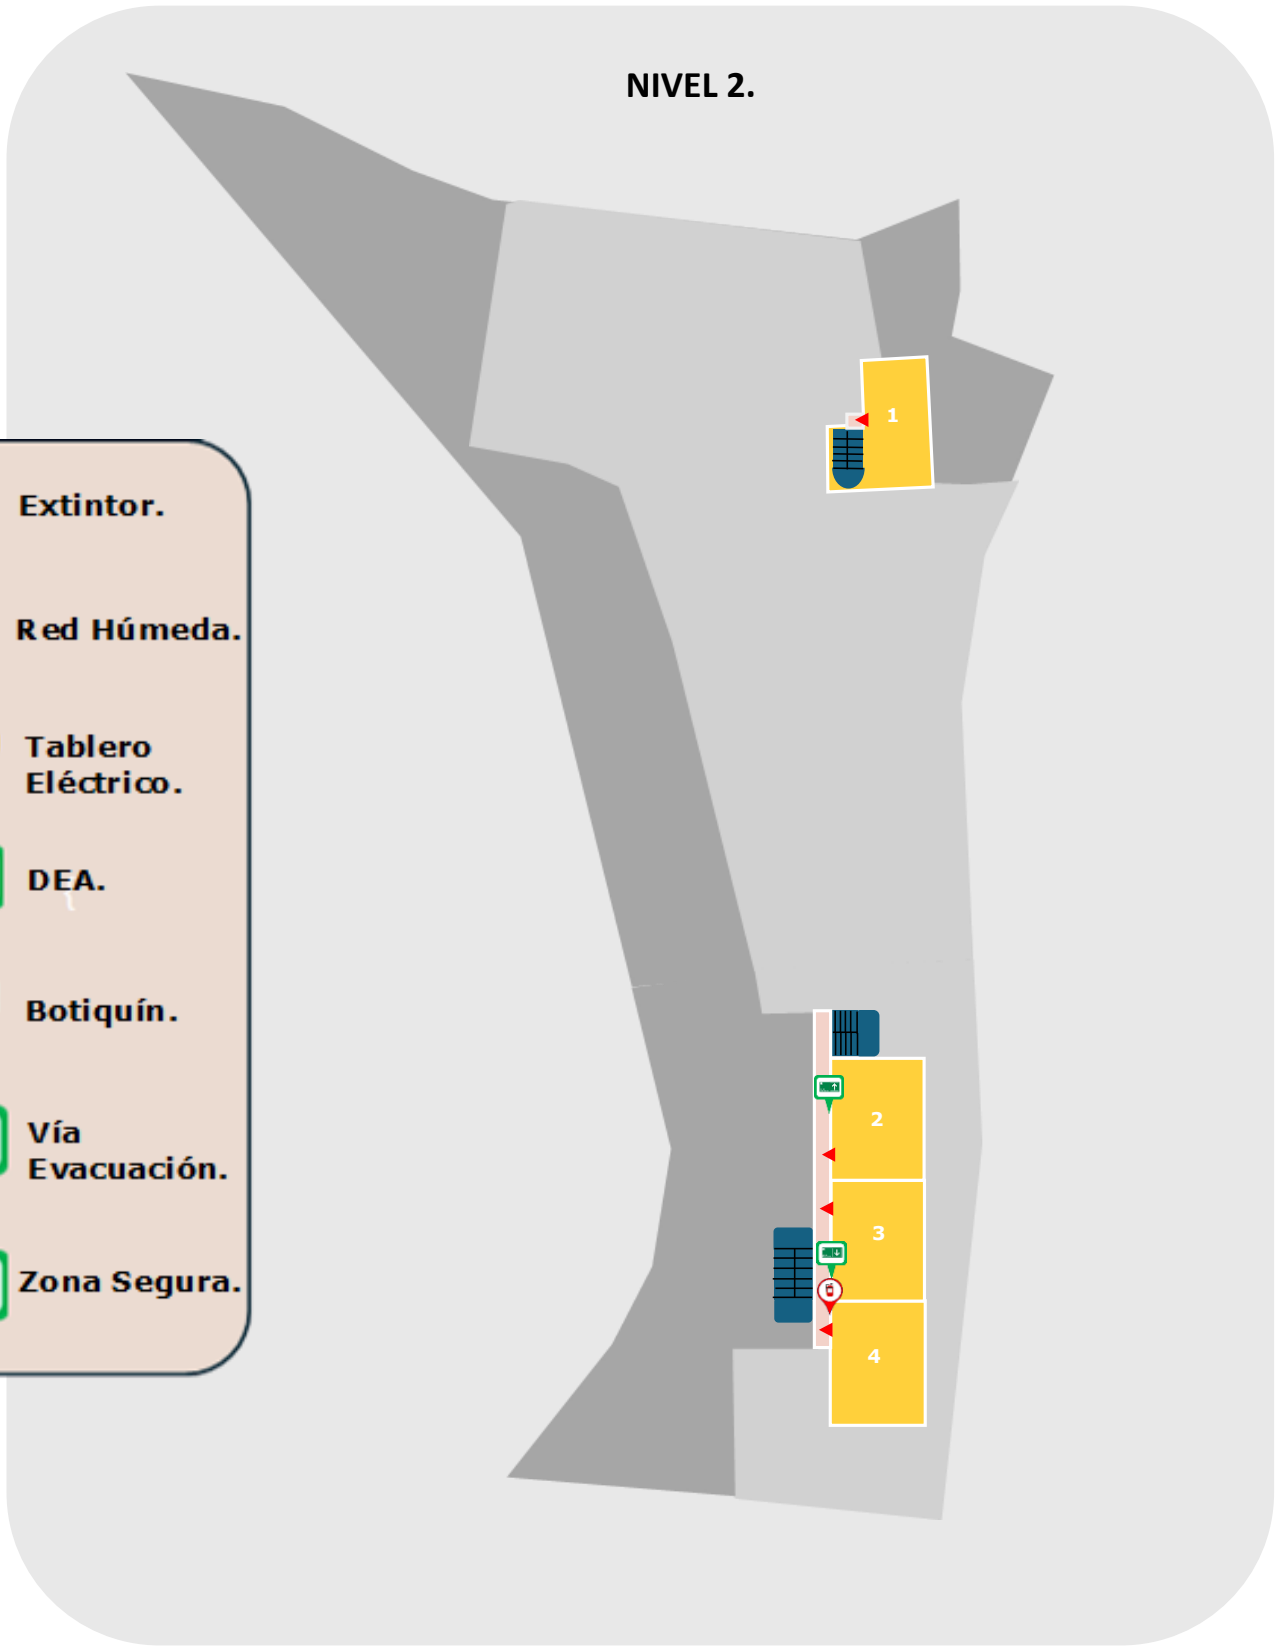 NIVEL 2.
1
Extintor.
Red Húmeda.
Tablero
Eléctrico.
DEA.
Botiquín.
Vía
Evacuación.
Zona Segura.
2
3
4